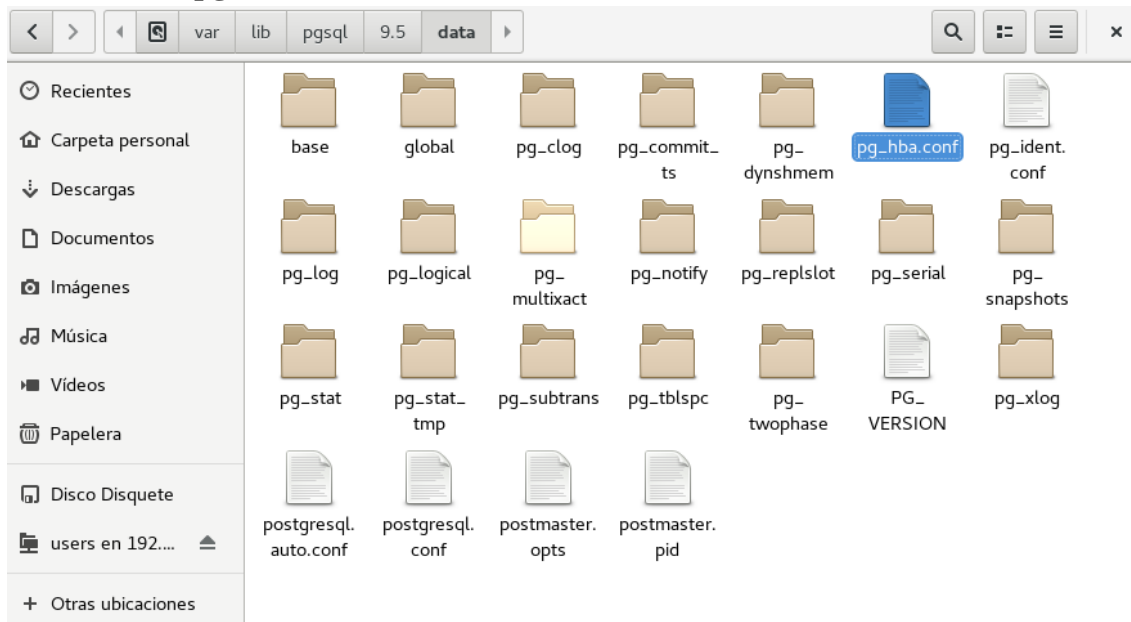 var lib pgsql 9.5 data
Recientes
Carpeta personal
Descargas
Documentos
Imágenes
Música
Vídeos
Papelera
Disco Disquete
users en 192....
Otras ubicaciones
base global pg_clog pg_commit_ pg_ pg_hba.conf pg_ident.
ts dynshmem conf
pg_log pg_logical pg_ pg_notify pg_replslot pg_serial pg_
multixact snapshots
pg_stat pg_stat_ pg_subtrans pg_tblspc pg_ PG_ pg_xlog
tmp twophase VERSION
postgresql. postgresql. postmaster. postmaster.
auto.conf conf opts pid